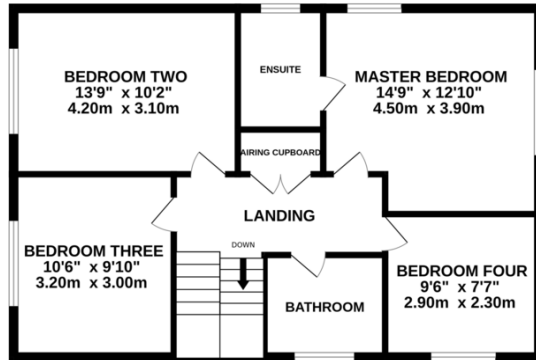 BEDROOM TWO
13'9" x 10'2"
4.20m x 3.10m
ENSUITE
MASTER BEDROOM
14'9" x 12'10"
4.50m x 3.90m
AIRING CUPBOARD
LANDING
DOWN
BEDROOM THREE
10'6" x 9'10"
3.20m x 3.00m
BATHROOM
BEDROOM FOUR
9'6" x 7'7"
2.90m x 2.30m